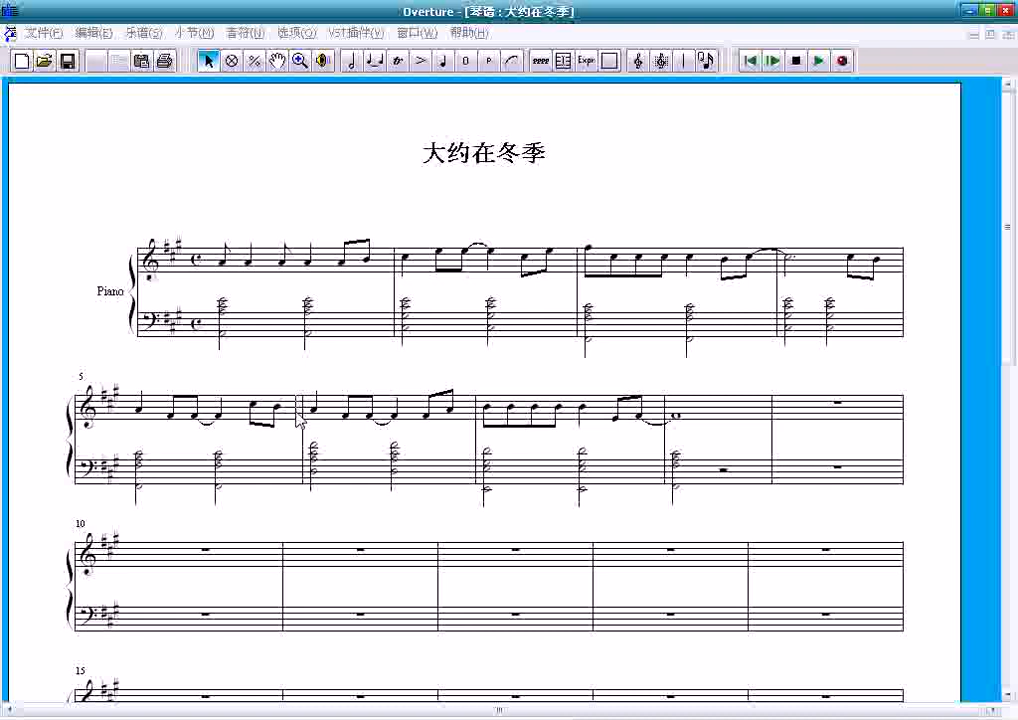 Overture - [琴谱 : 大约在冬季]
文件(F) 编辑(E) 乐谱(S) 小节(M) 音符(N) 选项(O) VST插件(V) 窗口(W) 帮助(H)
Expr
大约在冬季
Piano
5
10
15